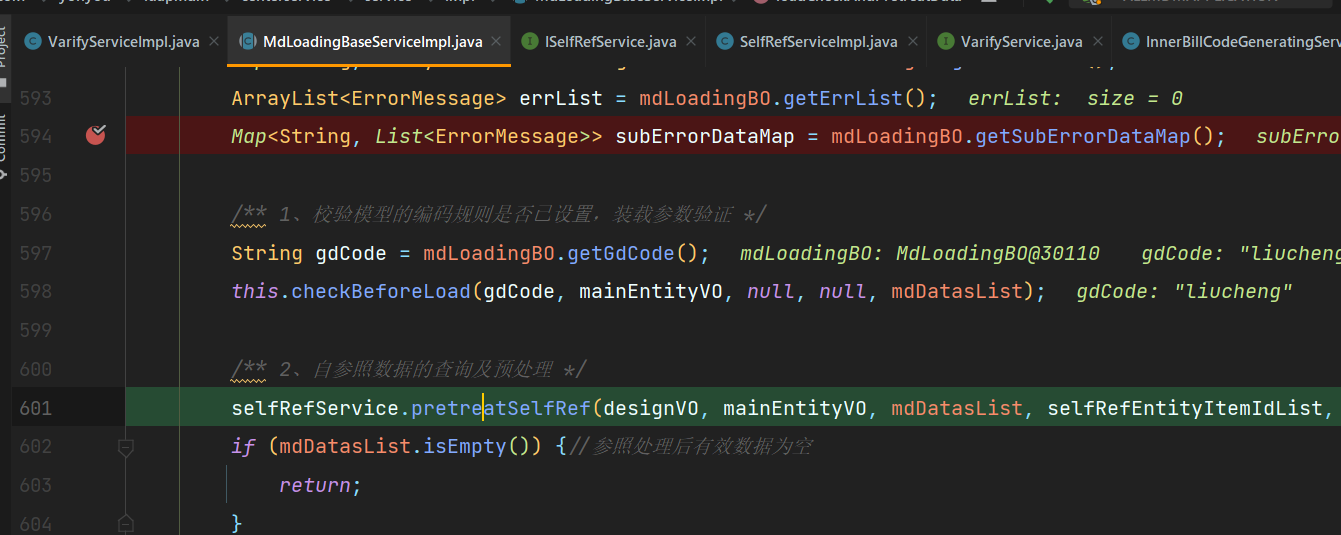 VarifyServiceImpl.java MdLoadingBaseServiceImpl.java ISelfRefService.java SelfRefServiceImpl.java VarifyService.java InnerBillCodeGeneratingServ
593 ArrayList<ErrorMessage> errList = mdLoadingBO.getErrList(); errList: size = 0
594 Map<String, List<ErrorMessage>> subErrorDataMap = mdLoadingBO.getSubErrorDataMap(); subErro
595
596 /** 1、校验模型的编码规则是否已设置，装载参数验证 */
597 String gdCode = mdLoadingBO.getGdCode(); mdLoadingBO: MdLoadingBO@30110 gdCode: "liucheng
598 this.checkBeforeLoad(gdCode, mainEntityVO, null, null, mdDatasList); gdCode: "liucheng"
599
600 /** 2、自参照数据的查询及预处理 */
601 selfRefService.pretreatSelfRef(designVO, mainEntityVO, mdDatasList, selfRefEntityItemIdList,
602 if (mdDatasList.isEmpty()) {//参照处理后有效数据为空
603 return;
604 }
Project
Commit